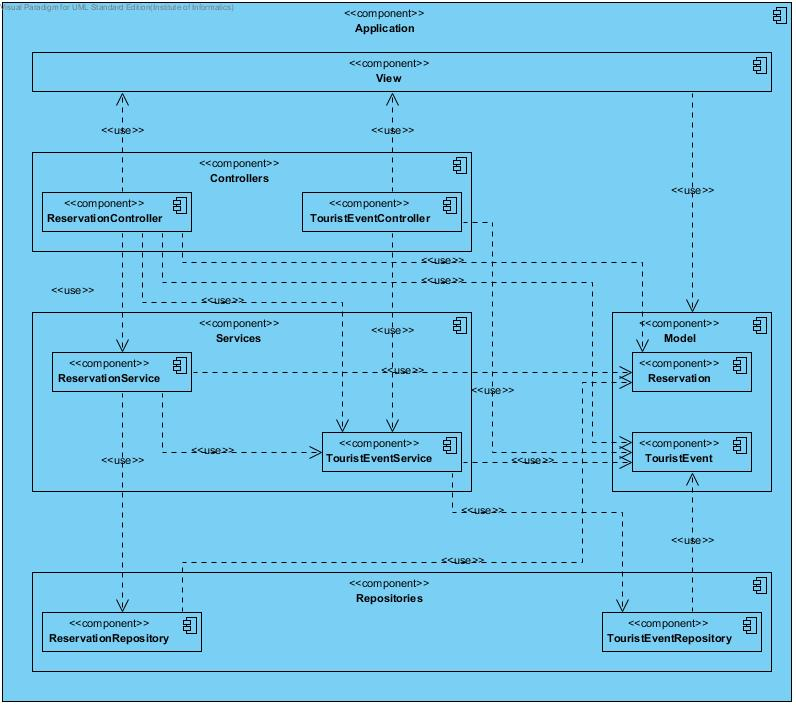 Visual Paradigm for UML Standard Edition(Institute of Informatics)
<<component>>
Application
<<component>>
View
<<use>>
<<use>>
<<use>>
<<component>>
Controllers
<<component>>
ReservationController
<<component>>
TouristEventController
<<use>>
<<use>>
<<use>>
<<use>>
<<component>>
Services
<<use>>
<<component>>
Model
<<component>>
ReservationService
<<use>>
<<component>>
Reservation
<<use>>
<<component>>
TouristEventService
<<component>>
TouristEvent
<<use>>
<<use>>
<<use>>
<<use>>
<<use>>
<<use>>
<<component>>
Repositories
<<component>>
ReservationRepository
<<component>>
TouristEventRepository